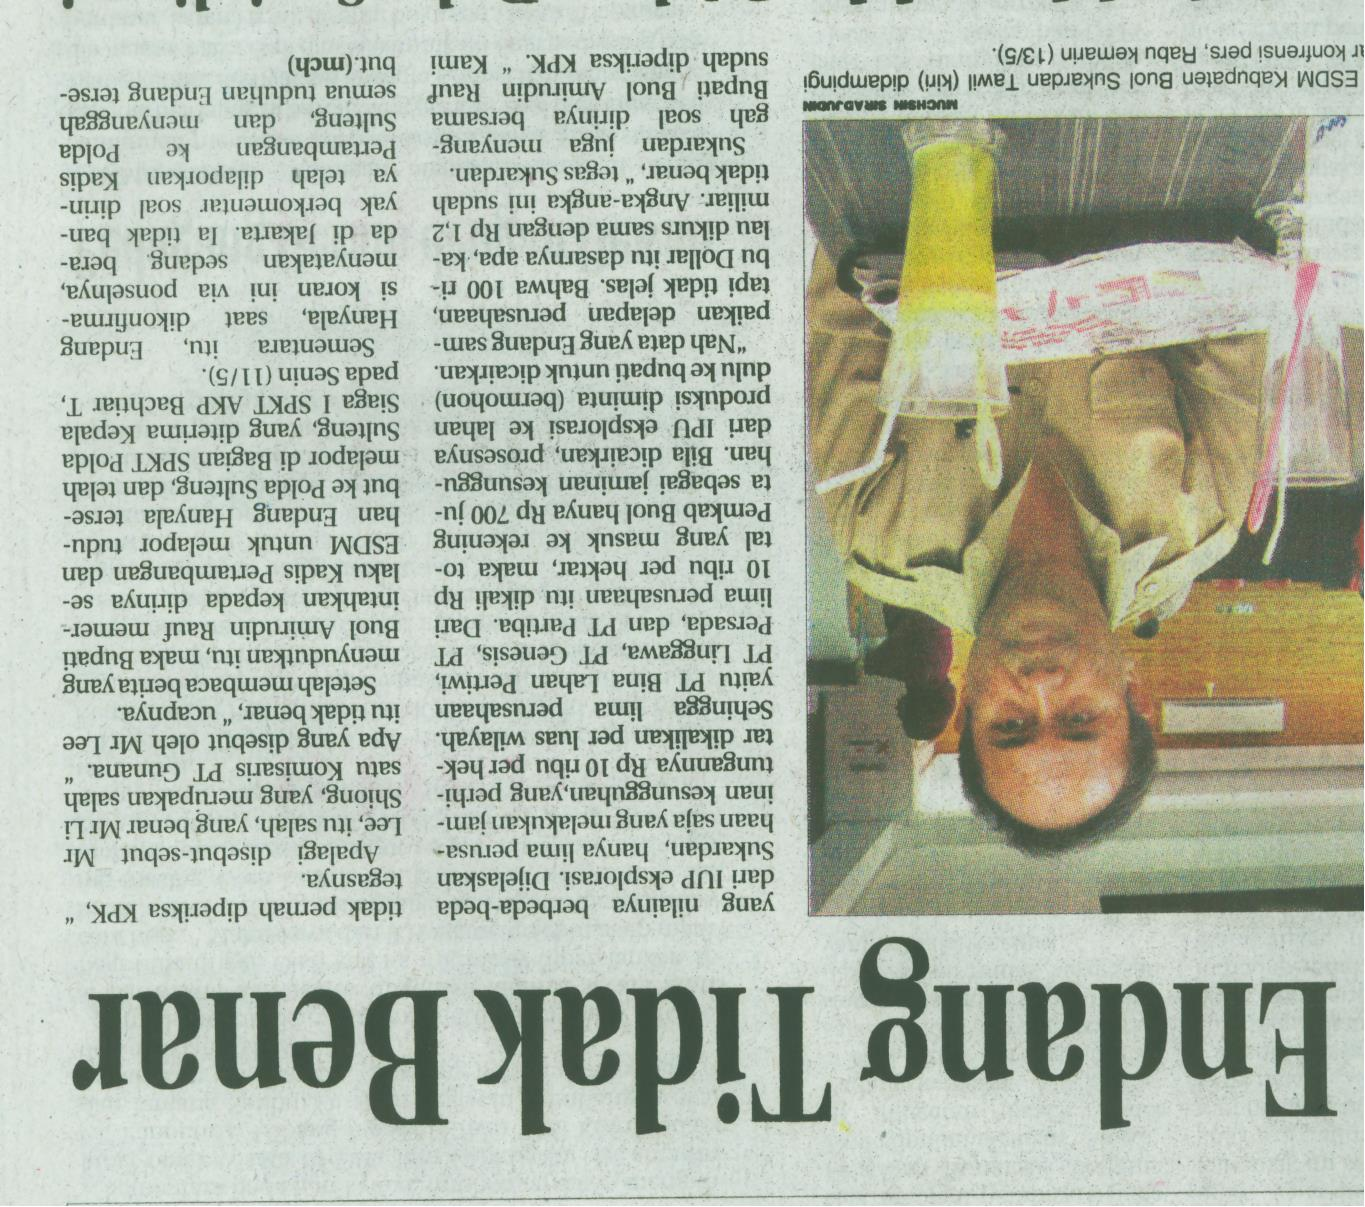 Endang Tidak Benar
MUCHSIN SIRADJUDIN
ESDM Kabupaten Buol Sukardan Tawil (kiri) didampingi
konfrensi pers, Rabu kemarin (13/5).
yang nilainya berbeda-beda
dari IUP eksplorasi. Dijelaskan
Sukardan, hanya lima perusa-
haan saja yang melakukan jam-
inan kesungguhan,yang perhi-
tungannya Rp 10 ribu per hek-
tar dikalikan per luas wilayah.
Sehingga lima perusahaan
yaitu PT Bina Lahan Pertiwi,
PT Linggawa, PT Genesis, PT
Persada, dan PT Partiba. Dari
lima perusahaan itu dikali Rp
10 ribu per hektar, maka to-
tal yang masuk ke rekening
Pemkab Buol hanya Rp 700 ju-
ta sebagai jaminan kesunggu-
han. Bila dicairkan, prosesnya
dari IPU eksplorasi ke lahan
produksi diminta (bermohon)
dulu ke bupati untuk dicairkan.
"Nah data yang Endang sam-
paikan delapan perusahaan,
tapi tidak jelas. Bahwa 100 ri-
bu Dollar itu dasarnya apa, ka-
lau dikurs sama dengan Rp 1,2
miliar. Angka-angka ini sudah
tidak benar, " tegas Sukardan.
Sukardan juga menyang-
gah soal dirinya bersama
Bupati Buol Amirudin Rauf
sudah diperiksa KPK. " Kami
tidak pernah diperiksa KPK, "
tegasnya.
Apalagi disebut-sebut Mr
Lee, itu salah, yang benar Mr Li
Shiong, yang merupakan salah
satu Komisaris PT Gunana. "
Apa yang disebut oleh Mr Lee
itu tidak benar, " ucapnya.
Setelah membaca berita yang
menyudutkan itu, maka Bupati
Buol Amirudin Rauf memer-
intahkan kepada dirinya se-
laku Kadis Pertambangan dan
ESDM untuk melapor tudu-
han Endang Hanyala terse-
but ke Polda Sulteng, dan telah
melapor di Bagian SPKT Polda
Sulteng, yang diterima Kepala
Siaga I SPKT AKP Bachtiar T,
pada Senin (11/5).
Sementara itu, Endang
Hanyala, saat dikonfirma-
si koran ini via ponselnya,
menyatakan sedang bera-
da di Jakarta. Ia tidak ban-
yak berkomentar soal dirin-
ya telah dilaporkan Kadis
Pertambangan ke Polda
Sulteng, dan menyanggah
semua tuduhan Endang terse-
but.(mch)